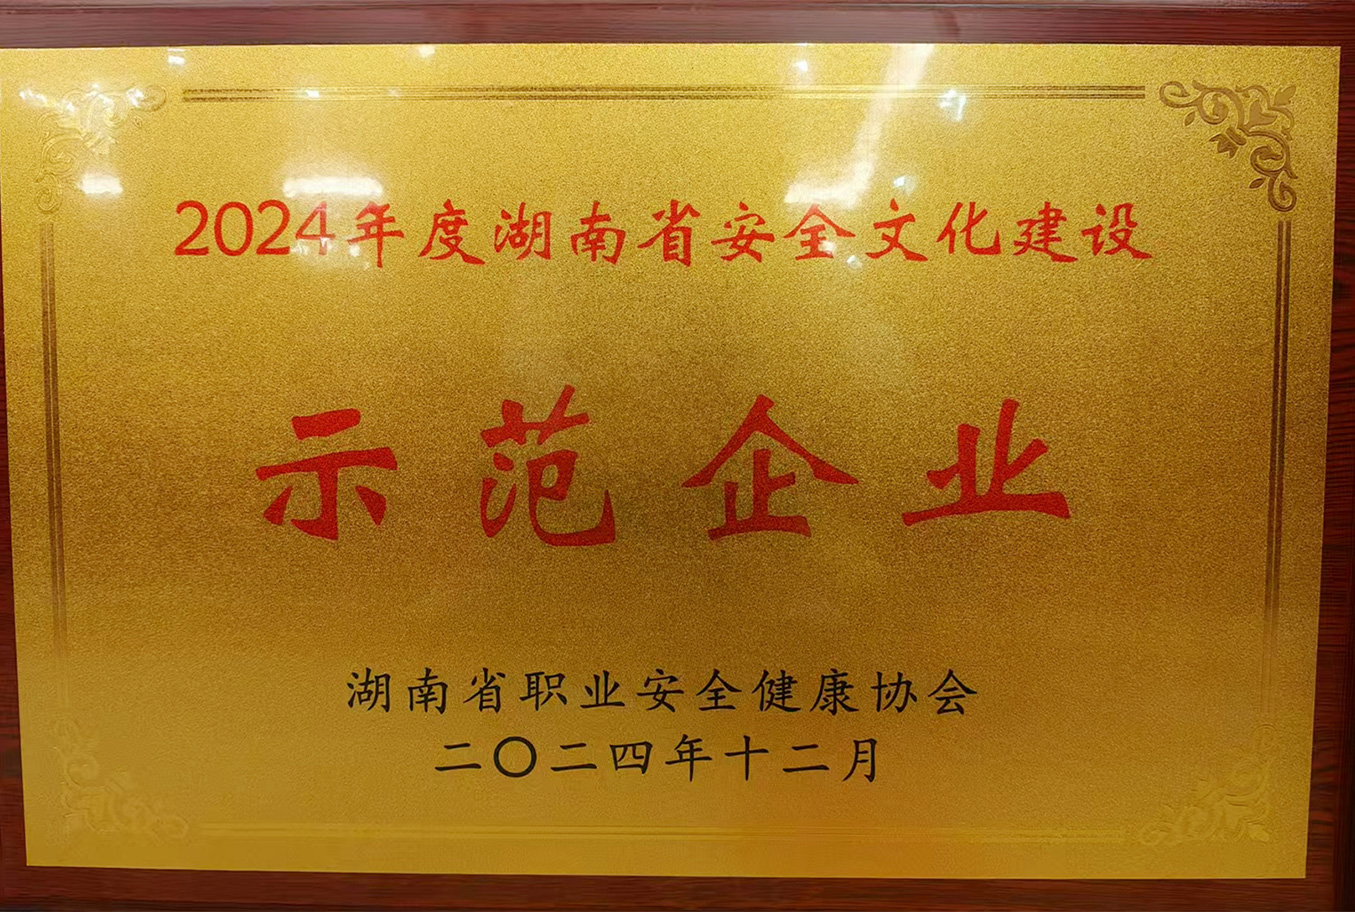 2024年度湖南省安全文化建设
示范企业
湖南省职业安全健康协会
二〇二四年十二月